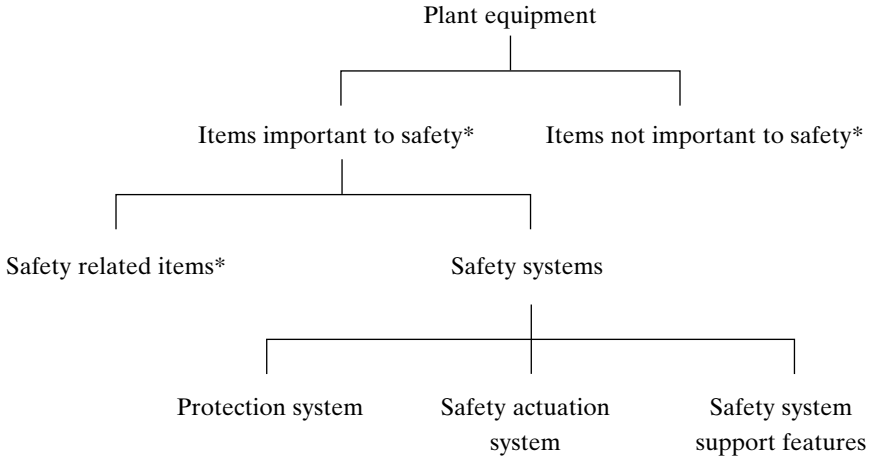 Plant equipment
Items important to safety*
Items not important to safety*
Safety related items*
Safety systems
Protection system
Safety actuation
system
Safety system
support features